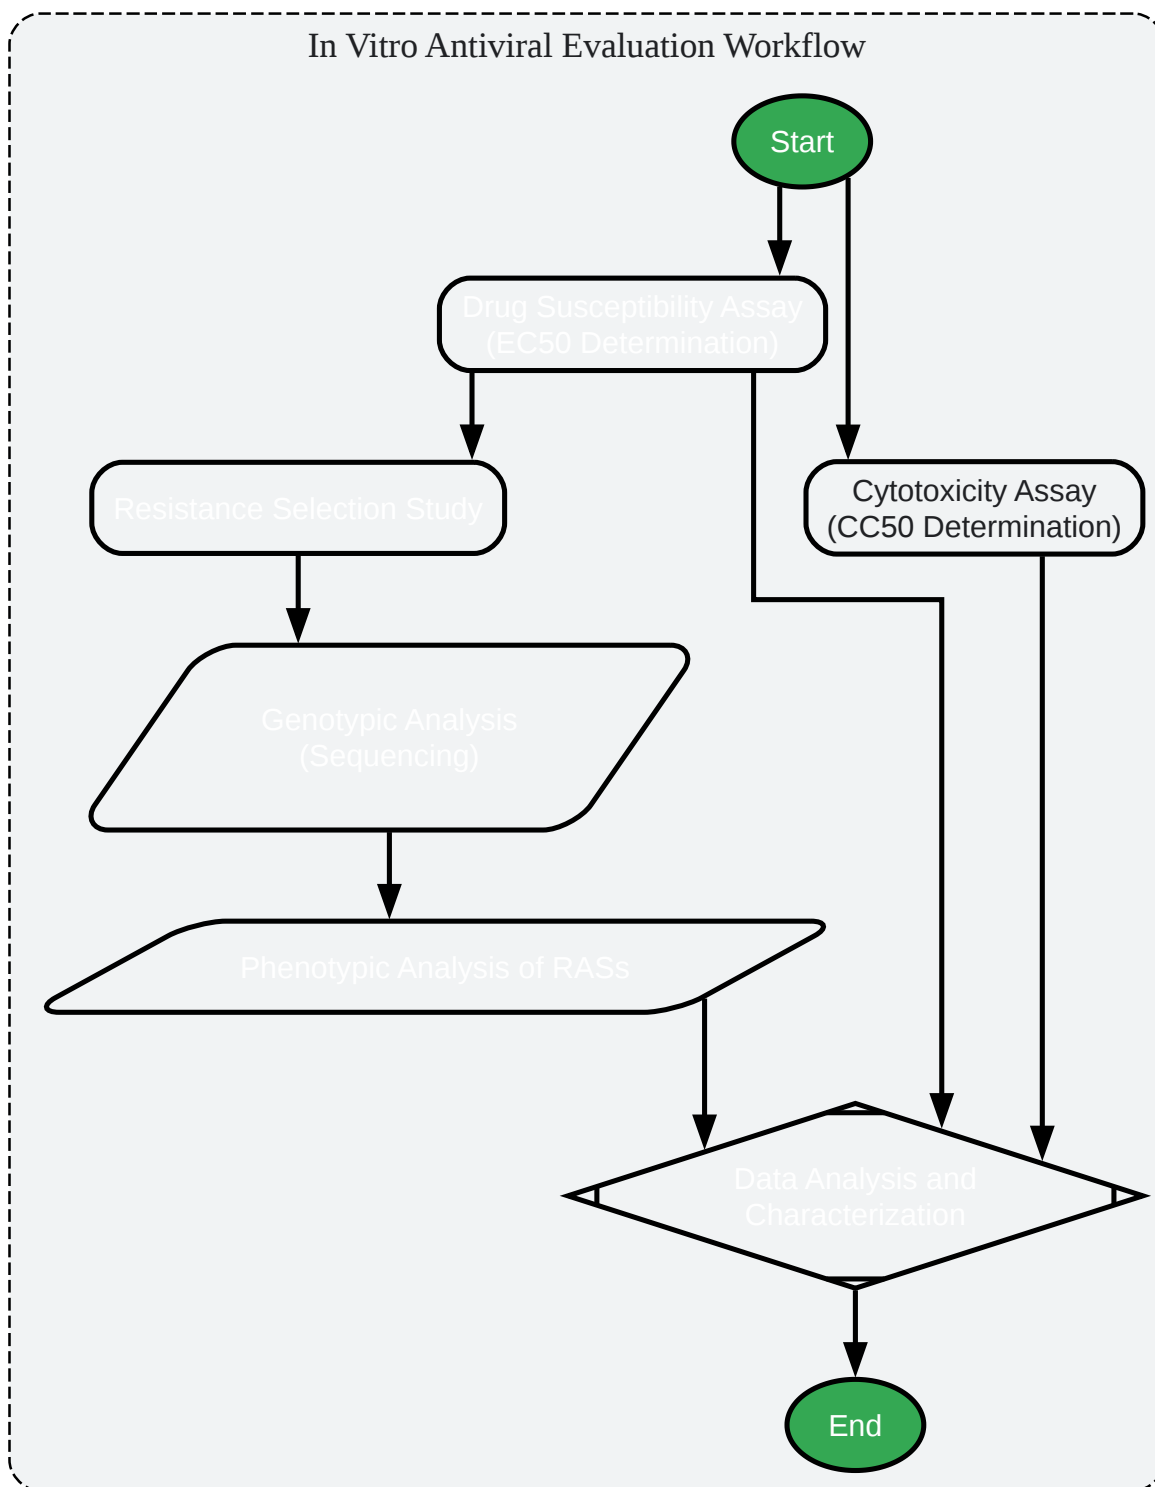 In Vitro Antiviral Evaluation Workflow
Start
Drug Susceptibility Assay
(EC50 Determination)
Resistance Selection Study
Cytotoxicity Assay
(CC50 Determination)
Genotypic Analysis
(Sequencing)
Phenotypic Analysis of RASs
Data Analysis and
Characterization
End